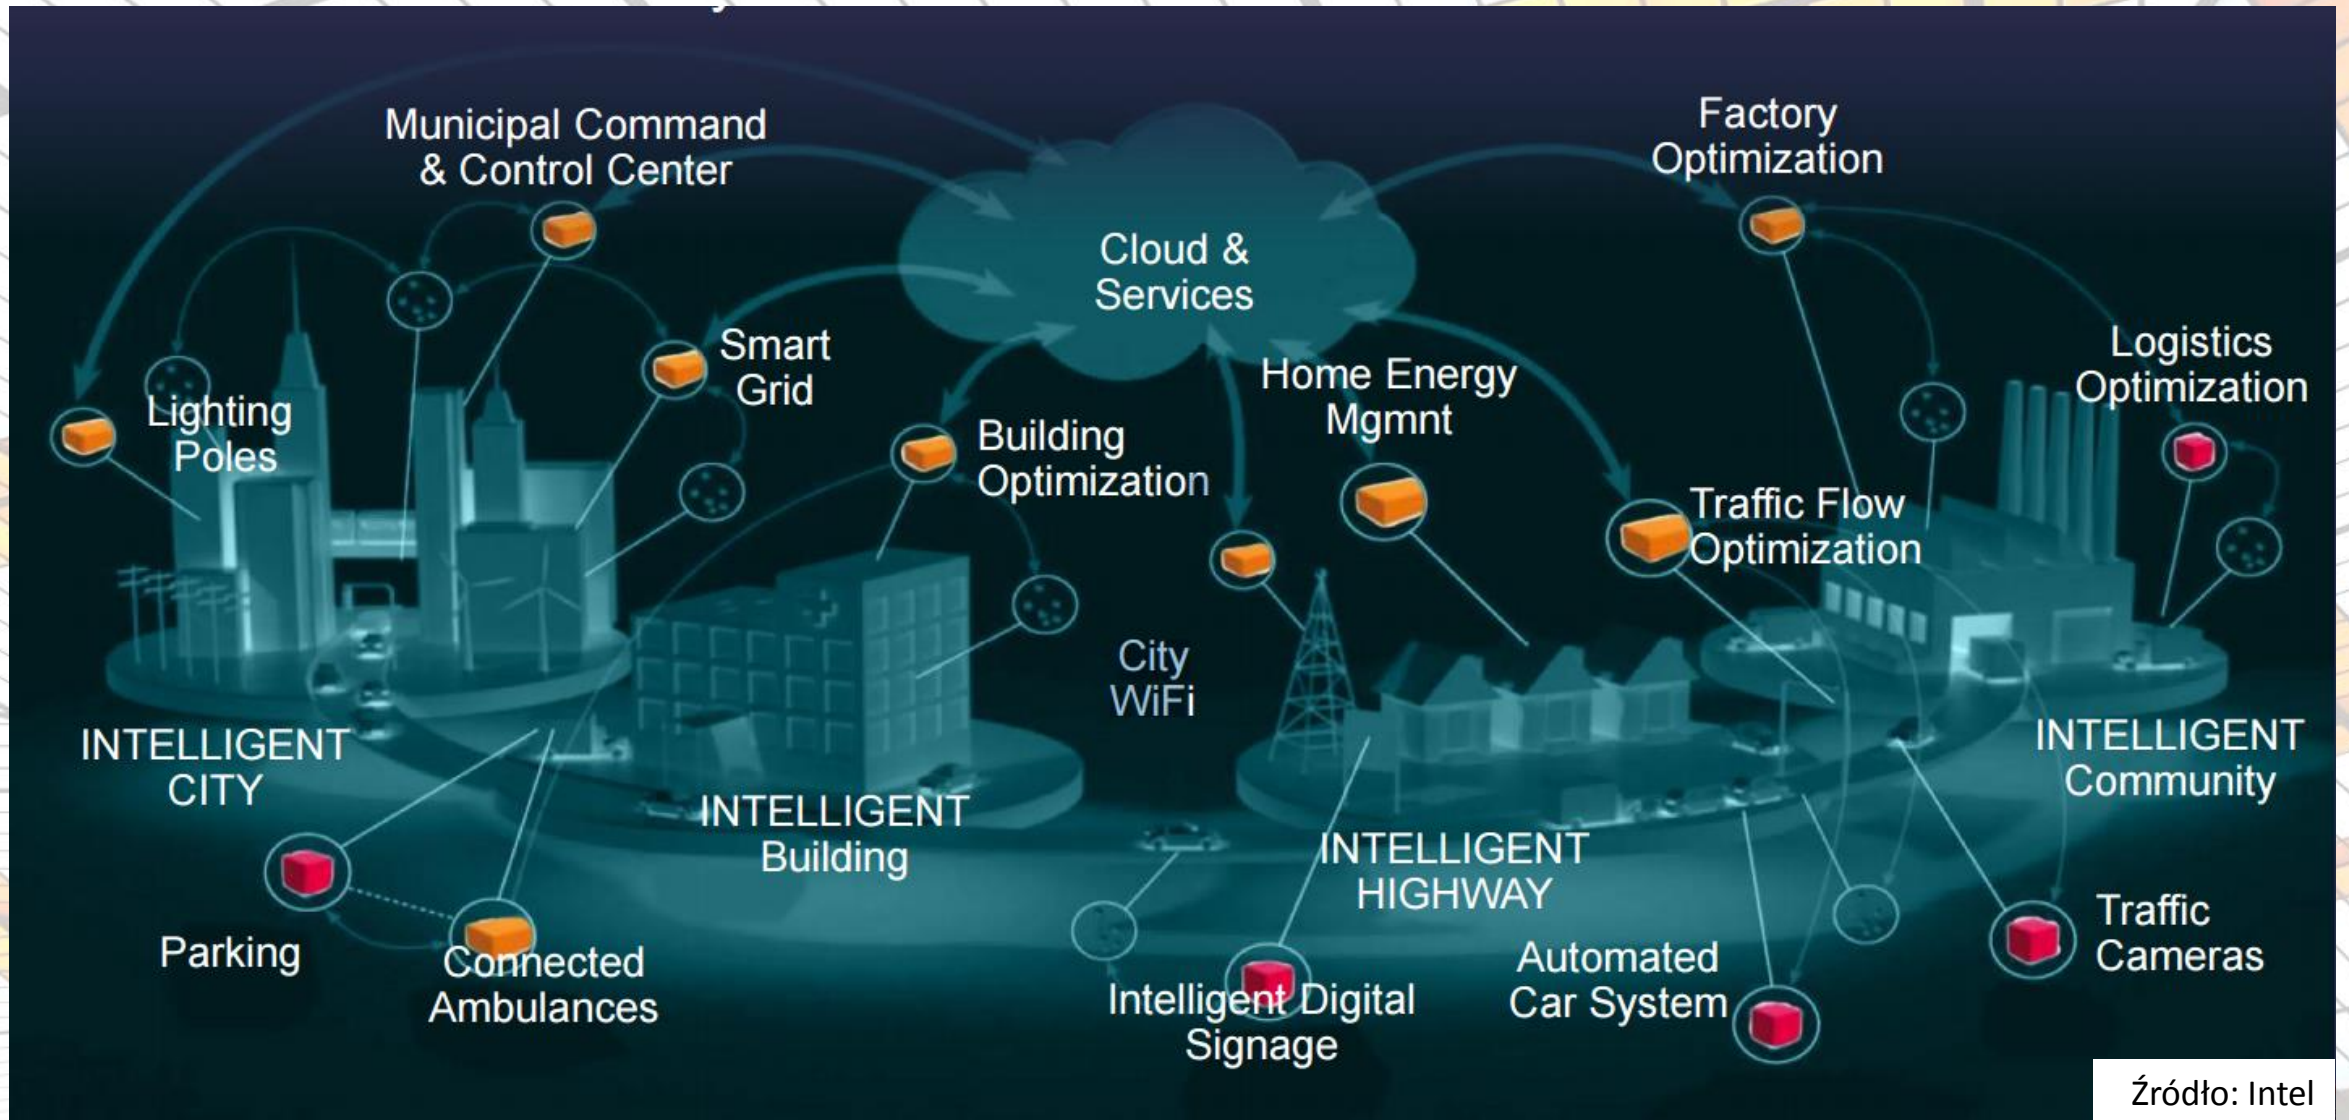 Municipal Command
& Control Center
Factory
Optimization
Cloud &
Services
Smart
Grid
Home Energy
Mgmnt
Logistics
Optimization
Lighting
Poles
Building
Optimization
Traffic Flow
Optimization
City
WiFi
INTELLIGENT
CITY
INTELLIGENT
Building
INTELLIGENT
HIGHWAY
INTELLIGENT
Community
Parking
Connected
Ambulances
Intelligent Digital
Signage
Automated
Car System
Traffic
Cameras
Źródło: Intel